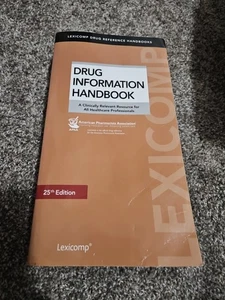 LEXICOMP DRUG REFERENCE HANDBOOKS
DRUG
INFORMATION
HANDBOOK
A Clinically Relevant Resource for
All Healthcare Professionals
American Pharmacists Association
APhA
25th Edition
Lexicomp®
LEXICOMP